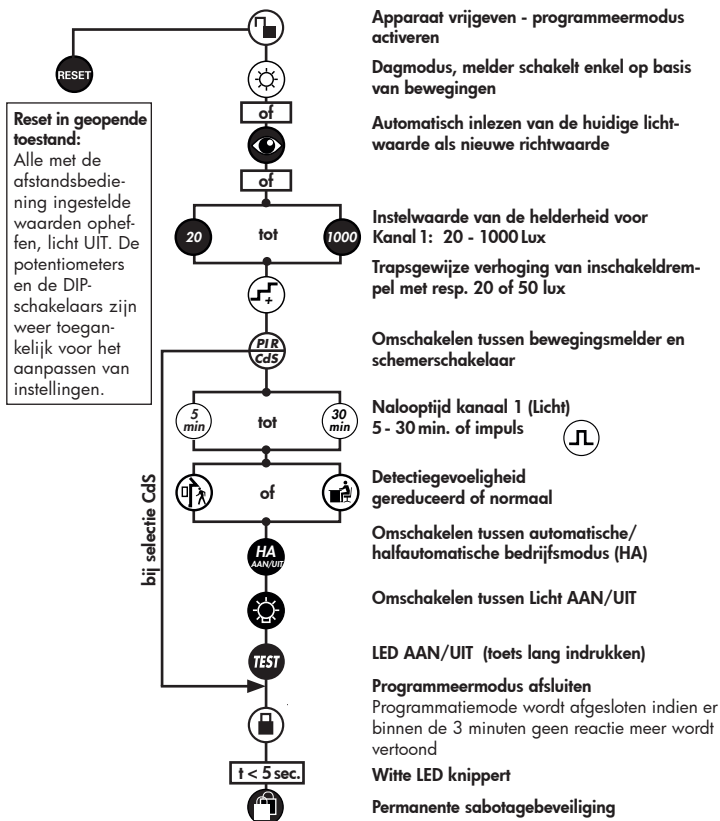 Apparaat vrijgeven - programmeermodus
activeren
RESET
Dagmodus, melder schakelt enkel op basis
van bewegingen
of
Reset in geopende
toestand:
Alle met de
afstandsbedie-
ning ingestelde
waarden ophef-
fen, licht UIT. De
potentiometers
en de DIP-
schakelaars zijn
weer toegan-
kelijk voor het
aanpassen van
instellingen.
Automatisch inlezen van de huidige licht-
waarde als nieuwe richtwaarde
of
20 tot 1000
Instelwaarde van de helderheid voor
Kanal 1: 20 - 1000 Lux
Trapsgewijze verhoging van inschakeldrem-
pel met resp. 20 of 50 lux
+
PIR
CdS
Omschakelen tussen bewegingsmelder en
schemerschakelaar
5
min
tot
30
min
Nalooptijd kanaal 1 (Licht)
5 - 30 min. of impuls
of
Detectiegevoeligheid
gereduceerd of normaal
bij selectie CdS
HA
AAN/UIT
Omschakelen tussen automatische/
halfautomatische bedrijfsmodus (HA)
Omschakelen tussen Licht AAN/UIT
TEST
LED AAN/UIT (toets lang indrukken)
Programmeermodus afsluiten
Programmatiemode wordt afgesloten indien er
binnen de 3 minuten geen reactie meer wordt
vertoond
t < 5 sec.
Witte LED knippert
Permanente sabotagebeveiliging